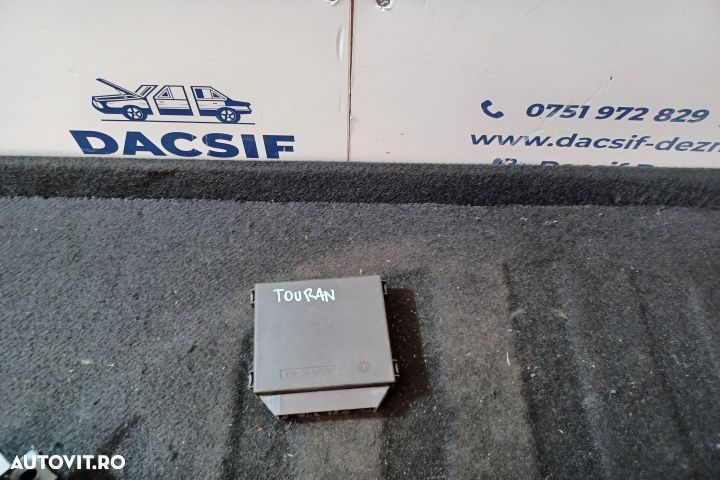 DACSIF
0751 972 829
www.dacsif-dezm
TOURAN
AUTOVIT.RO